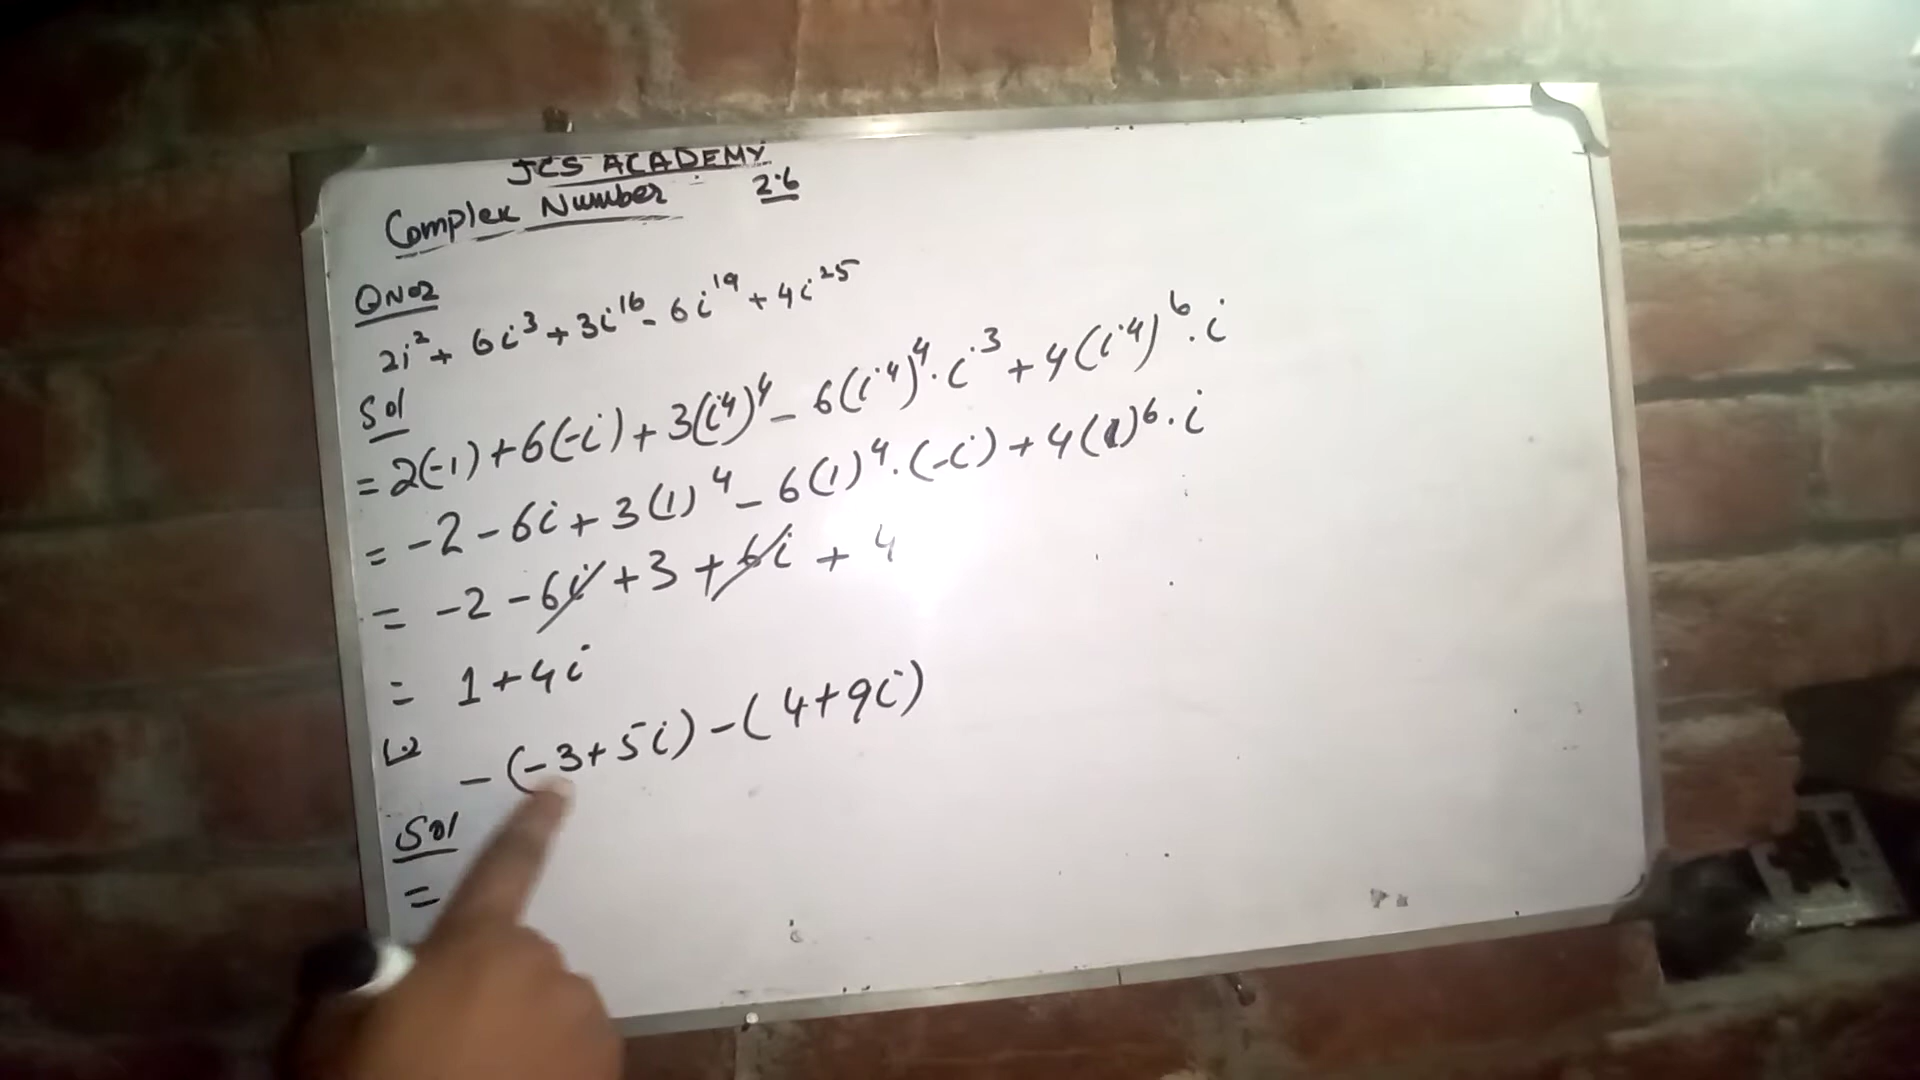 JCS ACADEMY
Complex Number 2.6
QNo2
2i² + 6i³ + 3i¹⁶ - 6i¹⁹ + 4i²⁵
Sol
= 2(-1) + 6(-i) + 3(i⁴)⁴ - 6(i⁴)⁴ · i³ + 4(i⁴)⁶ · i
= -2 - 6i + 3(1)⁴ - 6(1)⁴ · (-i) + 4(1)⁶ · i
= -2 - 6i + 3 + 6i + 4
= 1 + 4i
-(-3 + 5i) - (4 + 9i)
Sol
=